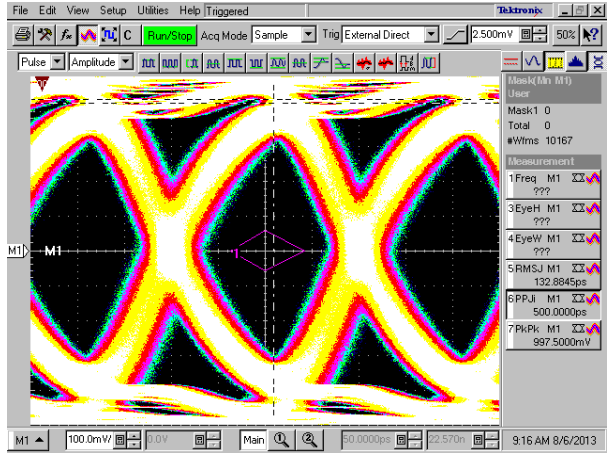 File Edit View Setup Utilities Help Triggered Tektronix
Run/Stop Acq Mode Sample Trig External Direct 2.500mV 50%
Pulse Amplitude
Mask(Mn M1)
User
Mask1 0
Total 0
#Wfms 10167
Measurement
1 Freq M1
???
3 EyeH M1
???
4 EyeW M1
???
5 RMSJ M1
132.8845ps
6 PPJi M1
500.0000ps
7 PkPk M1
997.5000mV
M1 M1 1
M1 100.0mV/ 0.0V Main 1 2 50.0000ps 22.570n 9:16 AM 8/6/2013